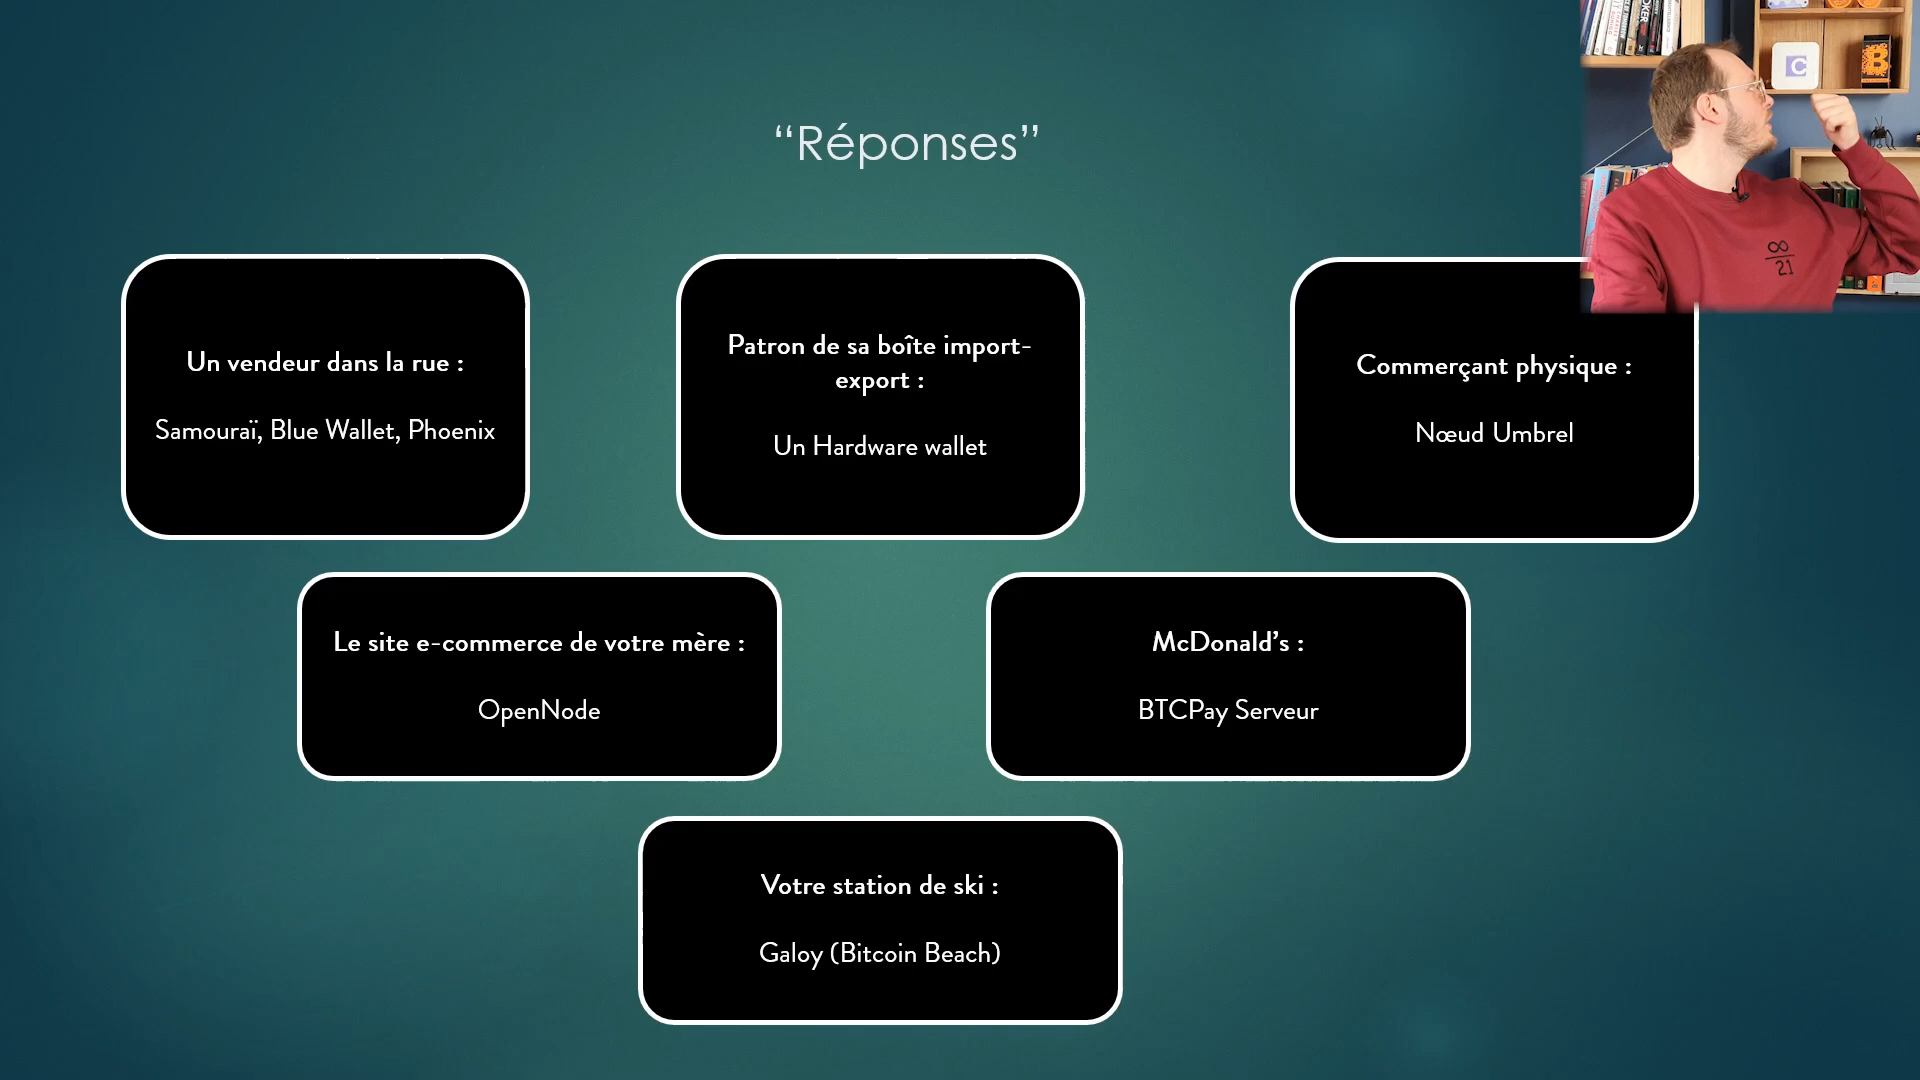 “Réponses”
Un vendeur dans la rue :
Samouraï, Blue Wallet, Phoenix
Patron de sa boîte import-
export :
Un Hardware wallet
Commerçant physique :
Nœud Umbrel
Le site e-commerce de votre mère :
OpenNode
McDonald’s :
BTCPay Serveur
Votre station de ski :
Galoy (Bitcoin Beach)
C
B
∞
21